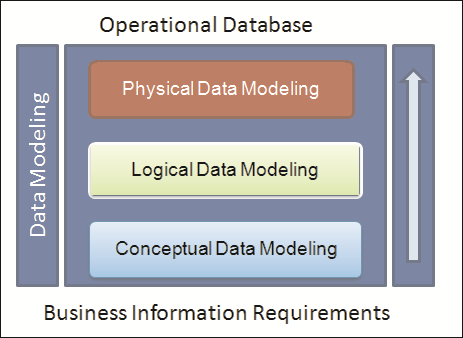 Operational Database
Data Modeling
Physical Data Modeling
Logical Data Modeling
Conceptual Data Modeling
Business Information Requirements